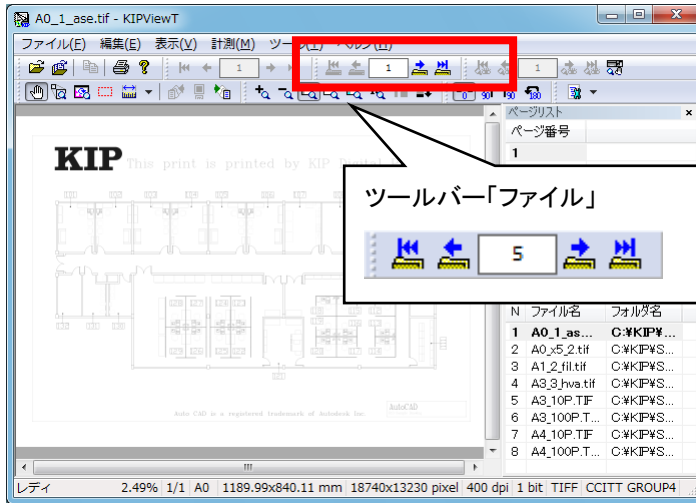 A0_1_ase.tif - KIPViewT
ファイル(F) 編集(E) 表示(V) 計測(M)
1 1 1
0 90 90 180
ページリスト
ページ番号
1
KIP This print is printed by KIP
ツールバー「ファイル」
5
N ファイル名 フォルダ名
1 A0_1_as... C:¥KIP¥...
2 A0_x5_2.tif C:¥KIP¥S...
3 A1_2_fil.tif C:¥KIP¥S...
4 A3_3_hva.tif C:¥KIP¥S...
5 A3_10P.TIF C:¥KIP¥S...
6 A3_100P.T... C:¥KIP¥S...
7 A4_10P.TIF C:¥KIP¥S...
8 A4_100P.T... C:¥KIP¥S...
Auto CAD is a registered trademark of Autodesk Inc. AutoCAD
レディ 2.49% 1/1 A0 1189.99x840.11 mm 18740x13230 pixel 400 dpi 1 bit TIFF CCITT GROUP4